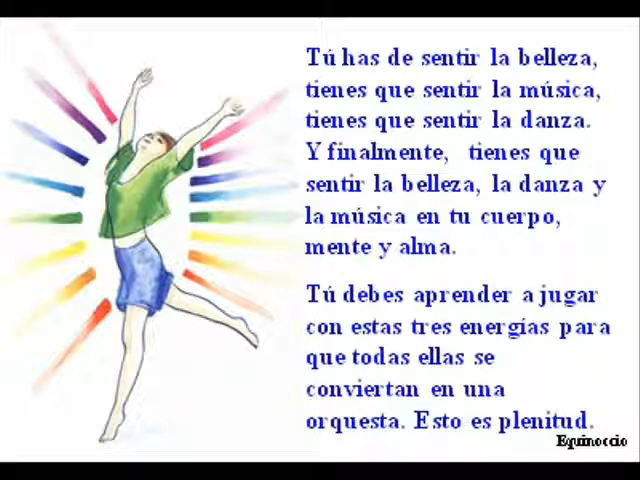 Tú has de sentir la belleza,
tienes que sentir la música,
tienes que sentir la danza.
Y finalmente, tienes que
sentir la belleza, la danza y
la música en tu cuerpo,
mente y alma.
Tú debes aprender a jugar
con estas tres energías para
que todas ellas se
conviertan en una
orquesta. Esto es plenitud.
Equinoccio